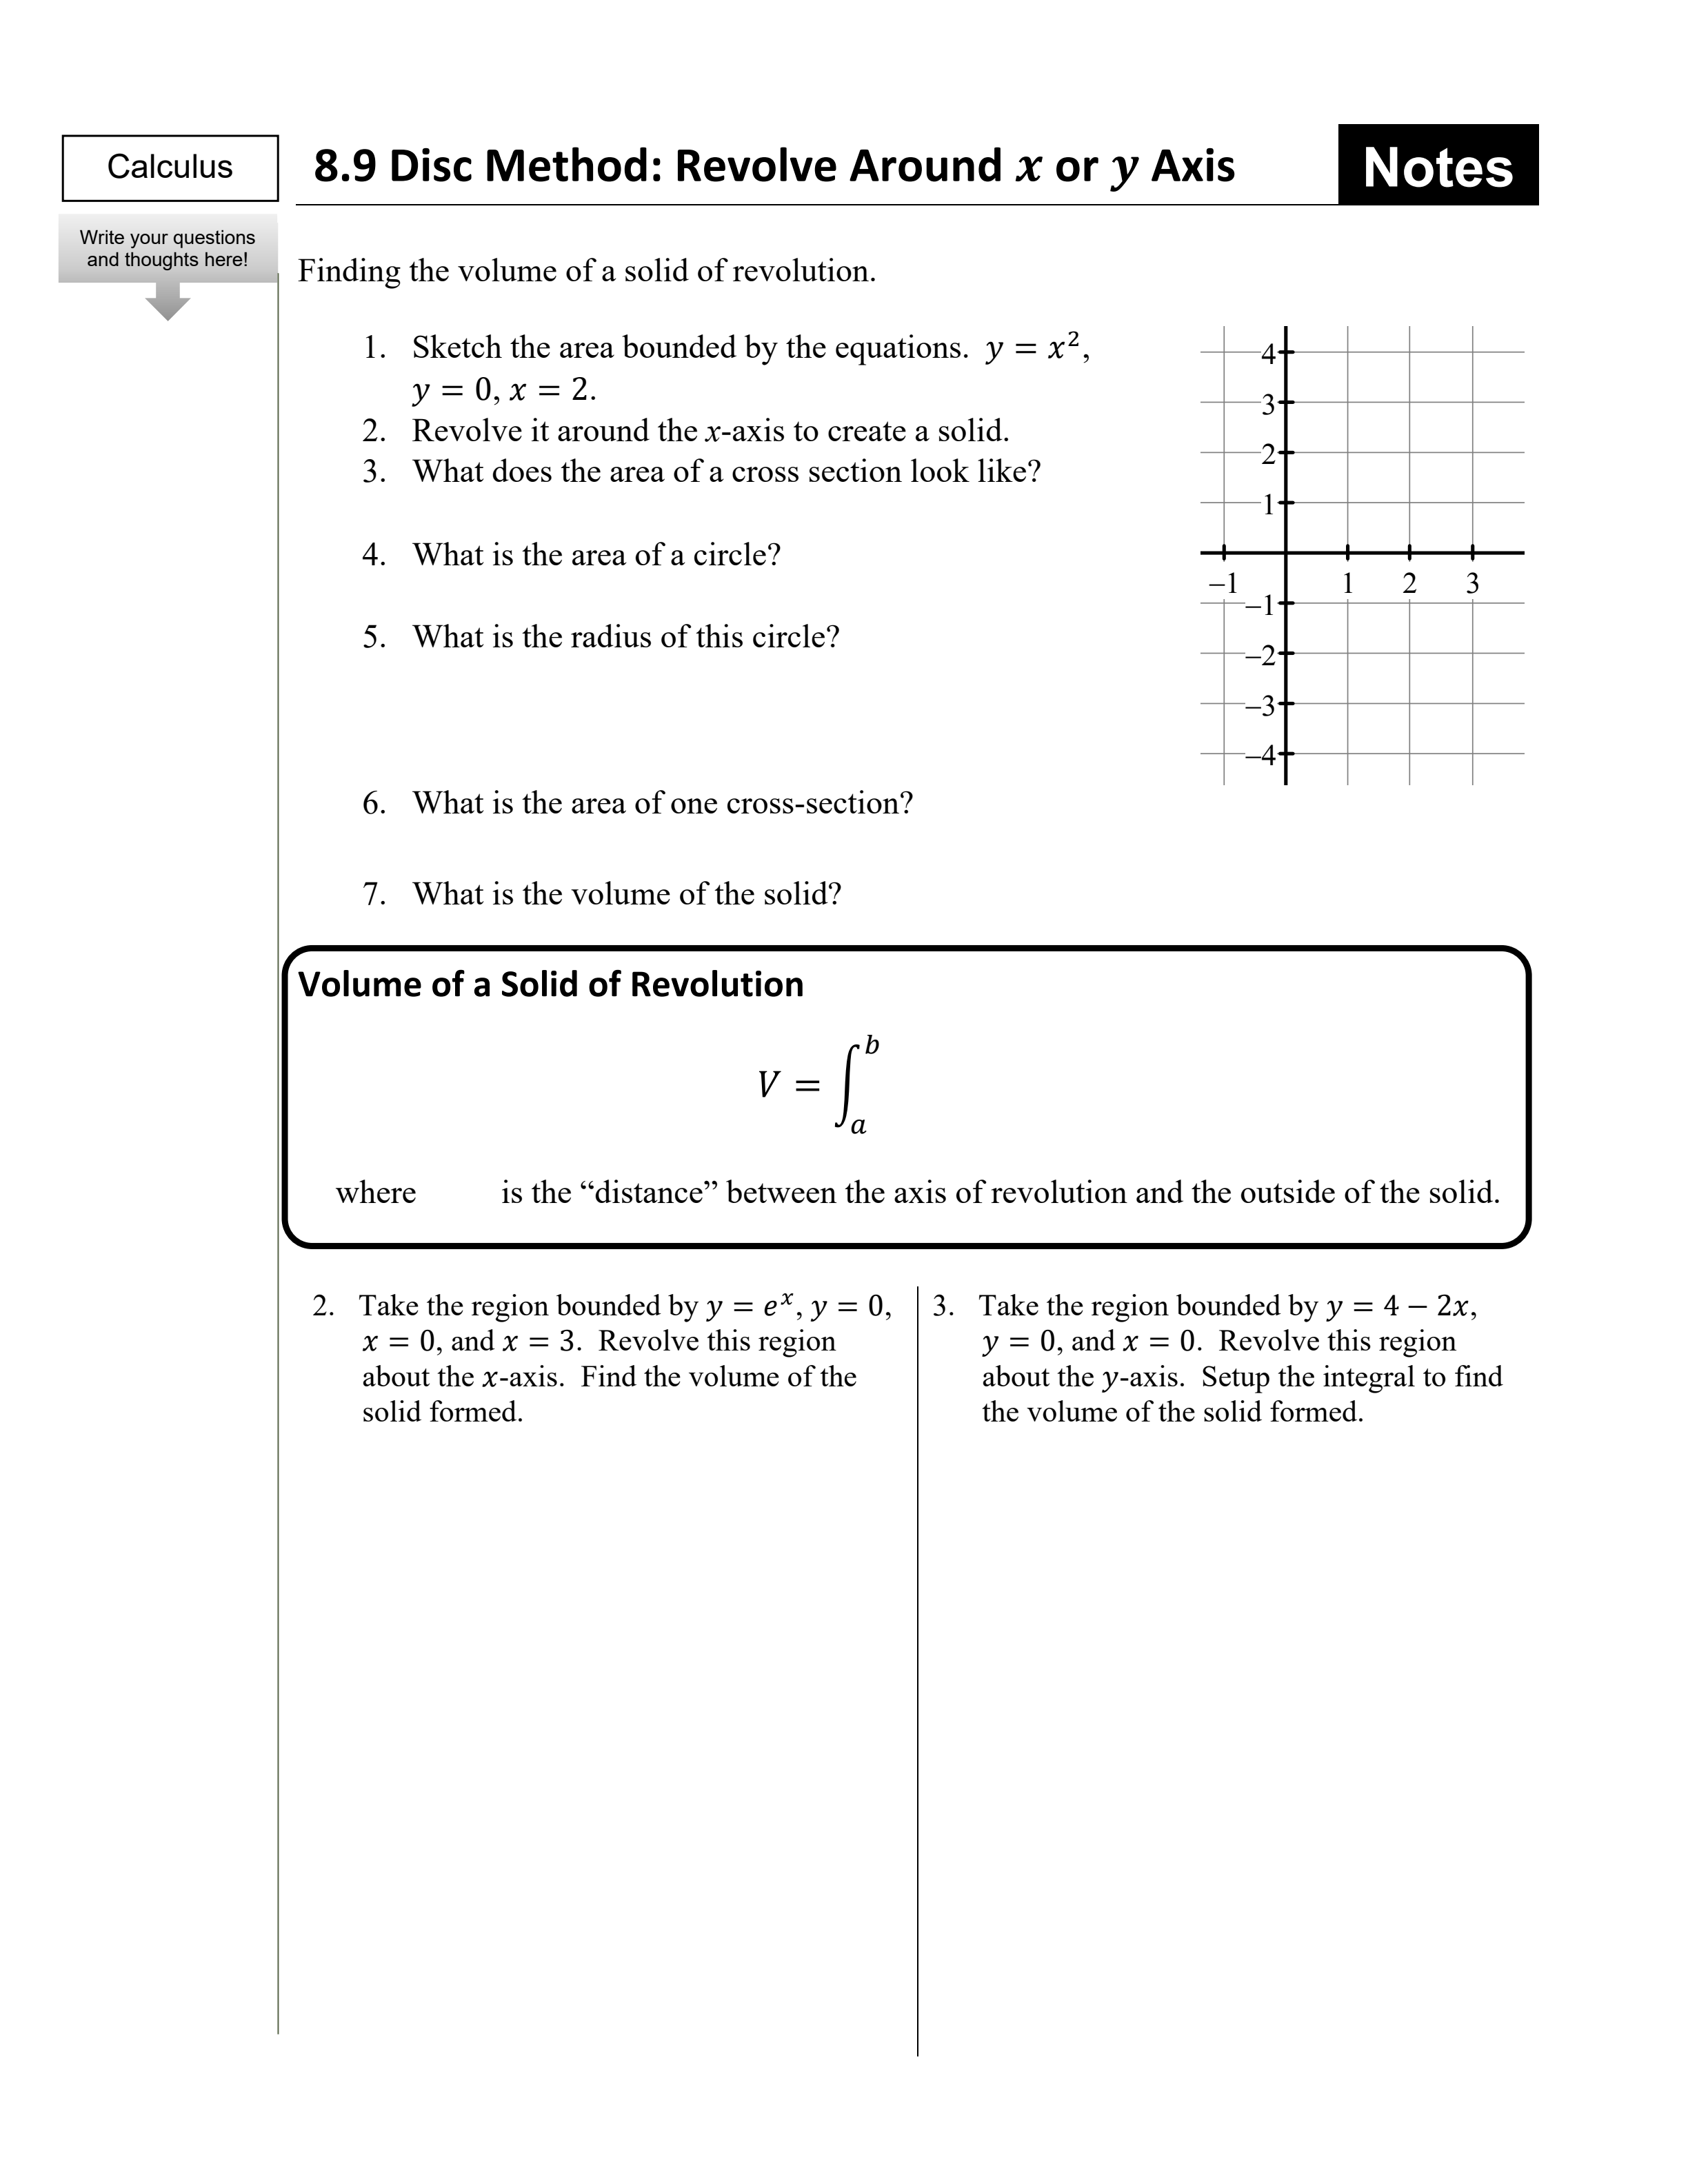 Calculus
8.9 Disc Method: Revolve Around x or y Axis
Notes
Write your questions
and thoughts here!
Finding the volume of a solid of revolution.
1. Sketch the area bounded by the equations. y = x²,
y = 0, x = 2.
2. Revolve it around the x-axis to create a solid.
3. What does the area of a cross section look like?
4. What is the area of a circle?
5. What is the radius of this circle?
6. What is the area of one cross-section?
7. What is the volume of the solid?
4
3
2
1
–1 1 2 3
–1
–2
–3
–4
Volume of a Solid of Revolution
V = ∫ₐᵇ
where is the “distance” between the axis of revolution and the outside of the solid.
2. Take the region bounded by y = eˣ, y = 0,
x = 0, and x = 3. Revolve this region
about the x-axis. Find the volume of the
solid formed.
3. Take the region bounded by y = 4 − 2x,
y = 0, and x = 0. Revolve this region
about the y-axis. Setup the integral to find
the volume of the solid formed.